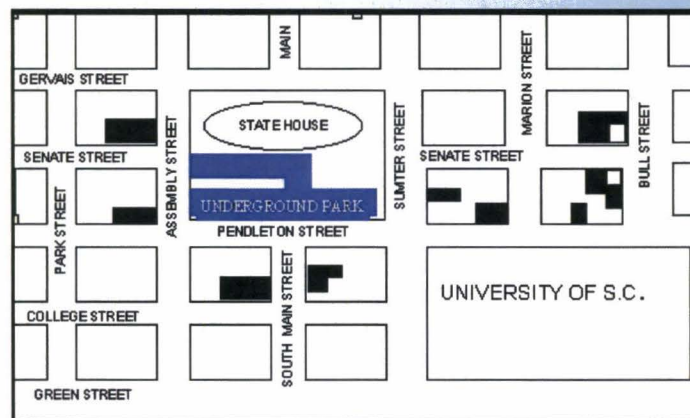 MAIN
GERVAIS STREET
MARION STREET
STATE HOUSE
ASSEMBLY STREET
SUMTER STREET
BULL STREET
SENATE STREET
SENATE STREET
PARK STREET
UNDERGROUND PARK
PENDLETON STREET
SOUTH MAIN STREET
UNIVERSITY OF S.C.
COLLEGE STREET
GREEN STREET